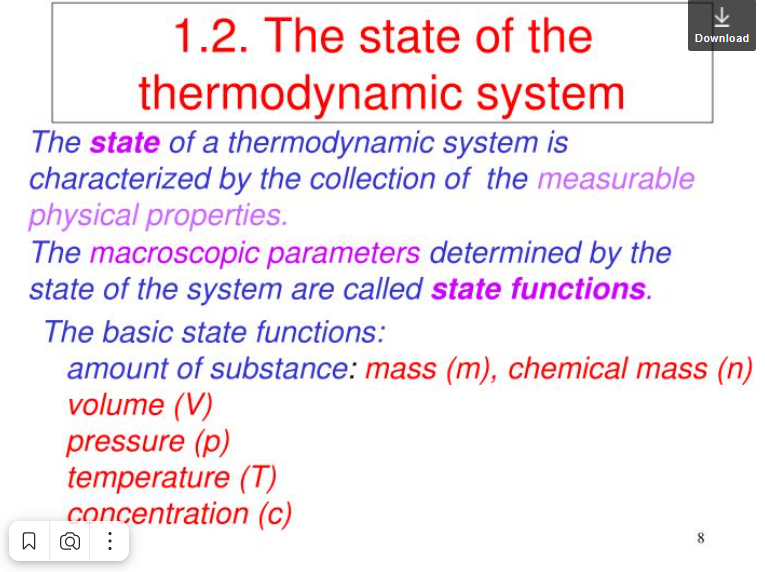 1.2. The state of the
thermodynamic system
Download
The state of a thermodynamic system is
characterized by the collection of the measurable
physical properties.
The macroscopic parameters determined by the
state of the system are called state functions.
The basic state functions:
amount of substance: mass (m), chemical mass (n)
volume (V)
pressure (p)
temperature (T)
concentration (c)
8